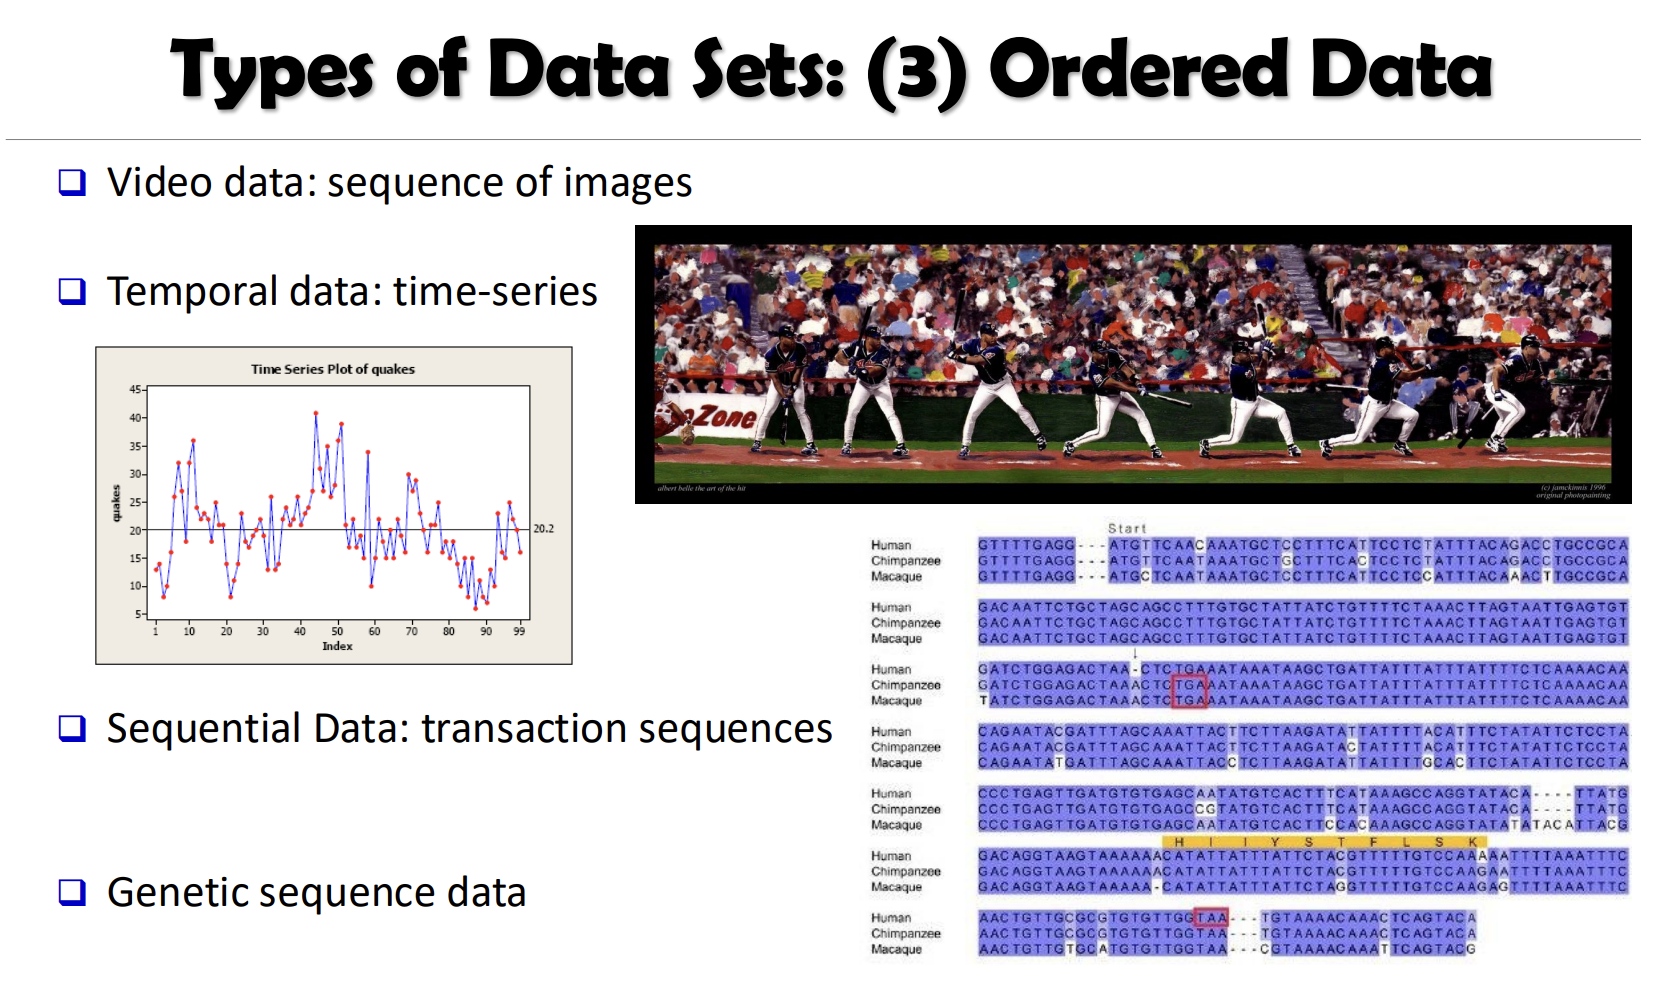 Types of Data Sets: (3) Ordered Data
Video data: sequence of images
Temporal data: time-series
Time Series Plot of quakes
45
40
35
30
25
20
15
10
5
quakes
20.2
1 10 20 30 40 50 60 70 80 90 99
Index
Zone
albert belle the art of the hit
(c) jamckinnis 1996
original photopainting
Sequential Data: transaction sequences
Genetic sequence data
Start
Human GTTTTGAGG---ATGTTCAACAAATGCTCCTTTCATTCCTCTATTTACAGACCTGCCGCA
Chimpanzee GTTTTGAGG---ATGTTCAATAAATGCTGCTTTCACTCCTCTATTTACAGACCTGCCGCA
Macaque GTTTTGAGG---ATGCTCAATAAATGCTCCTTTCATTCCTCCATTTACAAACTTGCCGCA
Human GACAATTCTGCTAGCAGCCTTTGTGCTATTATCTGTTTTCTAAACTTAGTAATTGAGTGT
Chimpanzee GACAATTCTGCTAGCAGCCTTTGTGCTATTATCTGTTTTCTAAACTTAGTAATTGAGTGT
Macaque GACAATTCTGCTAGCAGCCTTTGTGCTATTATCTGTTTTCTAAACTTAGTAATTGAGTGT
↓
Human GATCTGGAGACTAA-CTCTGAAATAAATAAGCTGATTATTTATTTATTTTCTCAAAACAA
Chimpanzee GATCTGGAGACTAAACTCTGAAATAAATAAGCTGATTATTTATTTATTTTCTCAAAACAA
Macaque TATCTGGAGACTAAACTCTGAAATAAATAAGCTGATTATTTATTTATTTTCTCAAAACAA
Human CAGAATACGATTTAGCAAATTACTTCTTAAGATATTATTTTACATTTCTATATTCTCCTA
Chimpanzee CAGAATACGATTTAGCAAATTACTTCTTAAGATACTATTTTACATTTCTATATTCTCCTA
Macaque CAGAATATGATTTAGCAAATTACCTCTTAAGATATTATTTTGCACTTCTATATTCTCCTA
Human CCCTGAGTTGATGTGTGAGCAATATGTCACTTTCATAAAGCCAGGTATACA----TTATG
Chimpanzee CCCTGAGTTGATGTGTGAGCCGTATGTCACTTTCATAAAGCCAGGTATACA----TTATG
Macaque CCCTGAGTTGATGTGTGAGCAATATGTCACTTCCACAAAGCCAGGTATATATACATTACG
H I I Y S T F L S K
Human GACAGGTAAGTAAAAAACATATTATTTATTCTACGTTTTTGTCCAAAAATTTTAAATTTC
Chimpanzee GACAGGTAAGTAAAAAACATATTATTTATTCTACGTTTTTGTCCAAGAATTTTAAATTTC
Macaque GACAGGTAAGTAAAAA-CATATTATTTATTCTAGGTTTTTGTCCAAGAGTTTTAAATTTC
Human AACTGTTGCGCGTGTGTTGGTAA---TGTAAAACAAACTCAGTACA
Chimpanzee AACTGTTGCGCGTGTGTTGGTAA---TGTAAAACAAACTCAGTACA
Macaque AACTGTTGTGCATGTGTTGGTAA---CGTAAAACAAATTCAGTACG